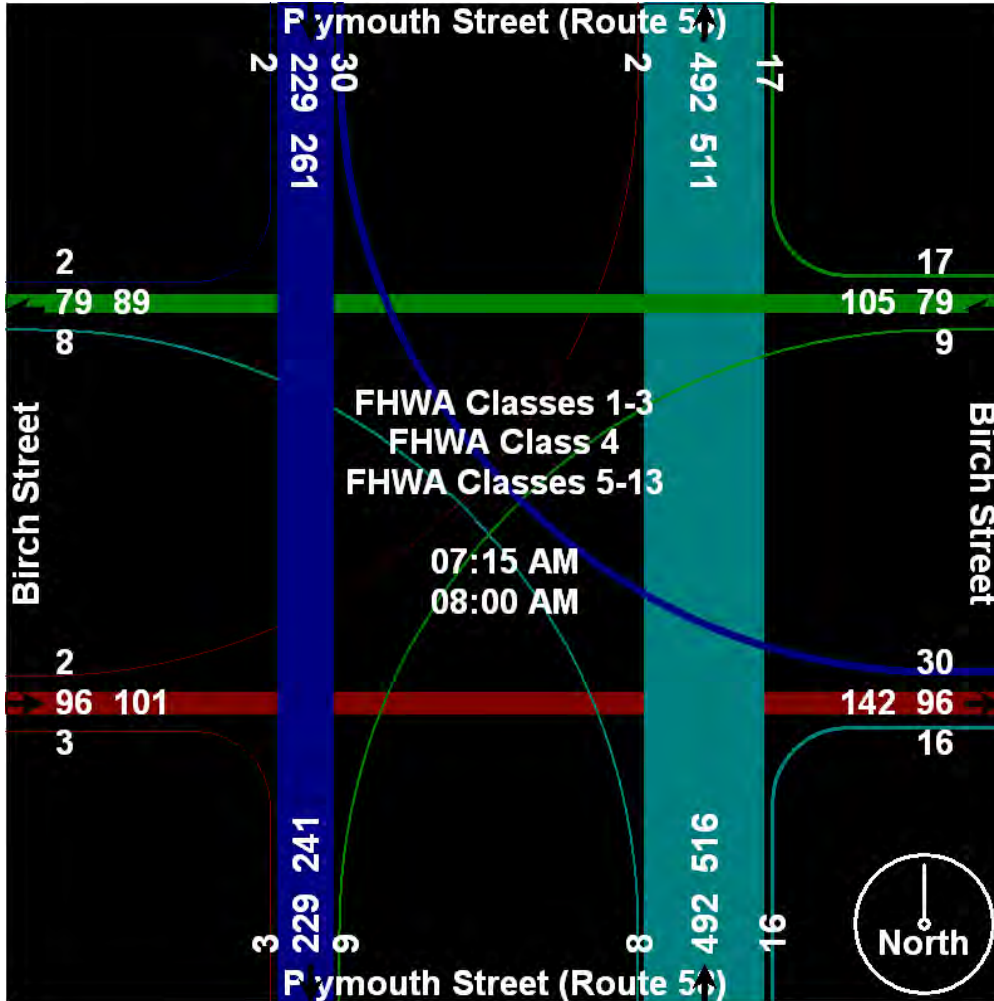 Plymouth Street (Route 58)
2 229 261 30
2 492 511 17
2
79 89
8
17
105 79
9
Birch Street
Birch Street
FHWA Classes 1-3
FHWA Class 4
FHWA Classes 5-13
07:15 AM
08:00 AM
2
96 101
3
30
142 96
16
3 229 241 9
8 492 516 16
North
Plymouth Street (Route 58)